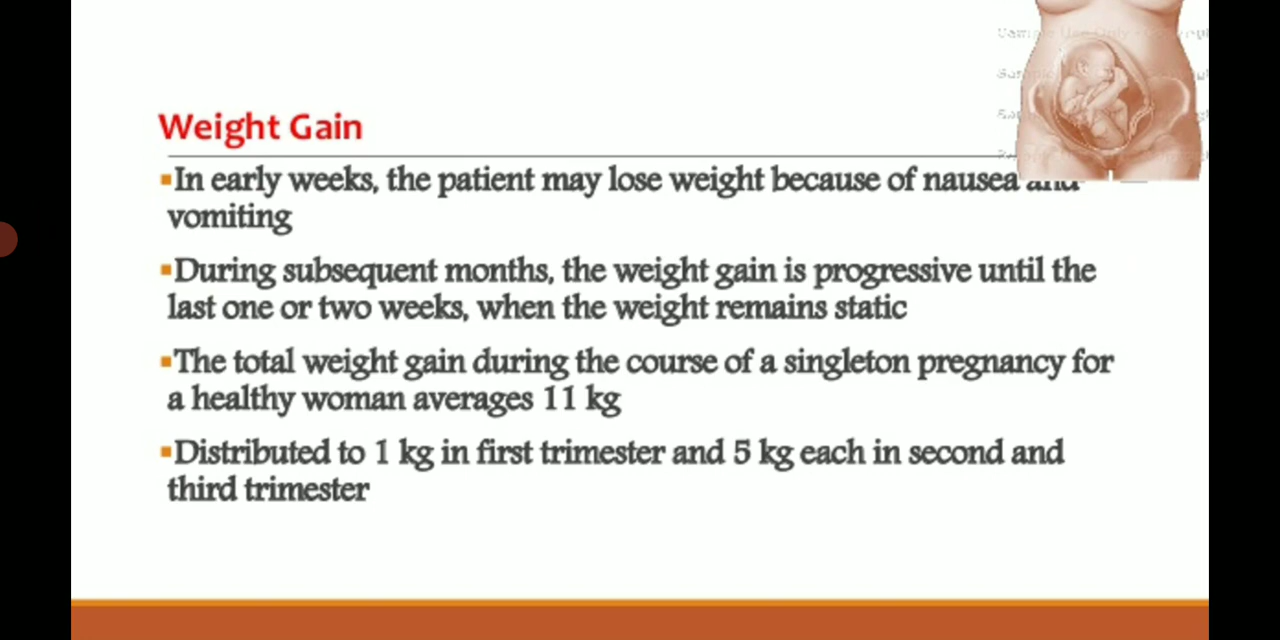 Weight Gain
▪In early weeks, the patient may lose weight because of nausea and
vomiting
▪During subsequent months, the weight gain is progressive until the
last one or two weeks, when the weight remains static
▪The total weight gain during the course of a singleton pregnancy for
a healthy woman averages 11 kg
▪Distributed to 1 kg in first trimester and 5 kg each in second and
third trimester